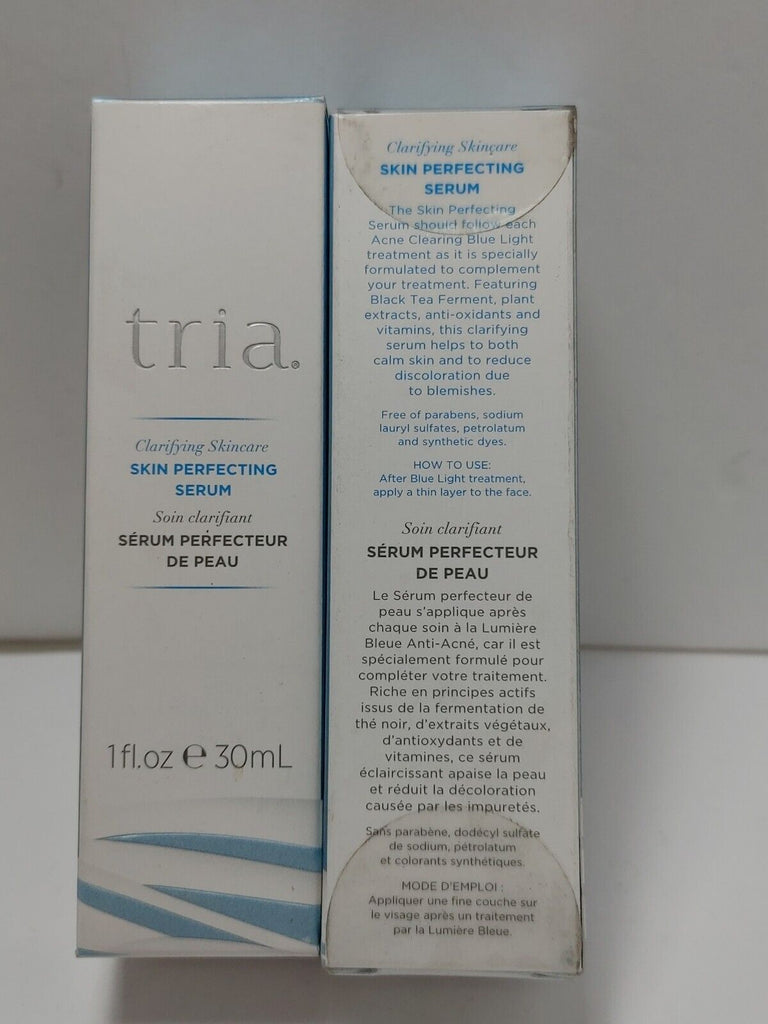 tria®
Clarifying Skincare
SKIN PERFECTING
SERUM
Soin clarifiant
SÉRUM PERFECTEUR
DE PEAU
1fl.oz ℮ 30mL
Clarifying Skincare
SKIN PERFECTING
SERUM
The Skin Perfecting
Serum should follow each
Acne Clearing Blue Light
treatment as it is specially
formulated to complement
your treatment. Featuring
Black Tea Ferment, plant
extracts, anti-oxidants and
vitamins, this clarifying
serum helps to both
calm skin and to reduce
discoloration due
to blemishes.
Free of parabens, sodium
lauryl sulfates, petrolatum
and synthetic dyes.
HOW TO USE:
After Blue Light treatment,
apply a thin layer to the face.
Soin clarifiant
SÉRUM PERFECTEUR
DE PEAU
Le Sérum perfecteur de
peau s'applique après
chaque soin à la Lumière
Bleue Anti-Acné, car il est
spécialement formulé pour
compléter votre traitement.
Riche en principes actifs
issus de la fermentation de
thé noir, d'extraits végétaux,
d'antioxydants et de
vitamines, ce sérum
éclaircissant apaise la peau
et réduit la décoloration
causée par les impuretés.
Sans parabène, dodécyl sulfate
de sodium, pétrolatum
et colorants synthétiques.
MODE D'EMPLOI :
Appliquer une fine couche sur
le visage après un traitement
par la Lumière Bleue.